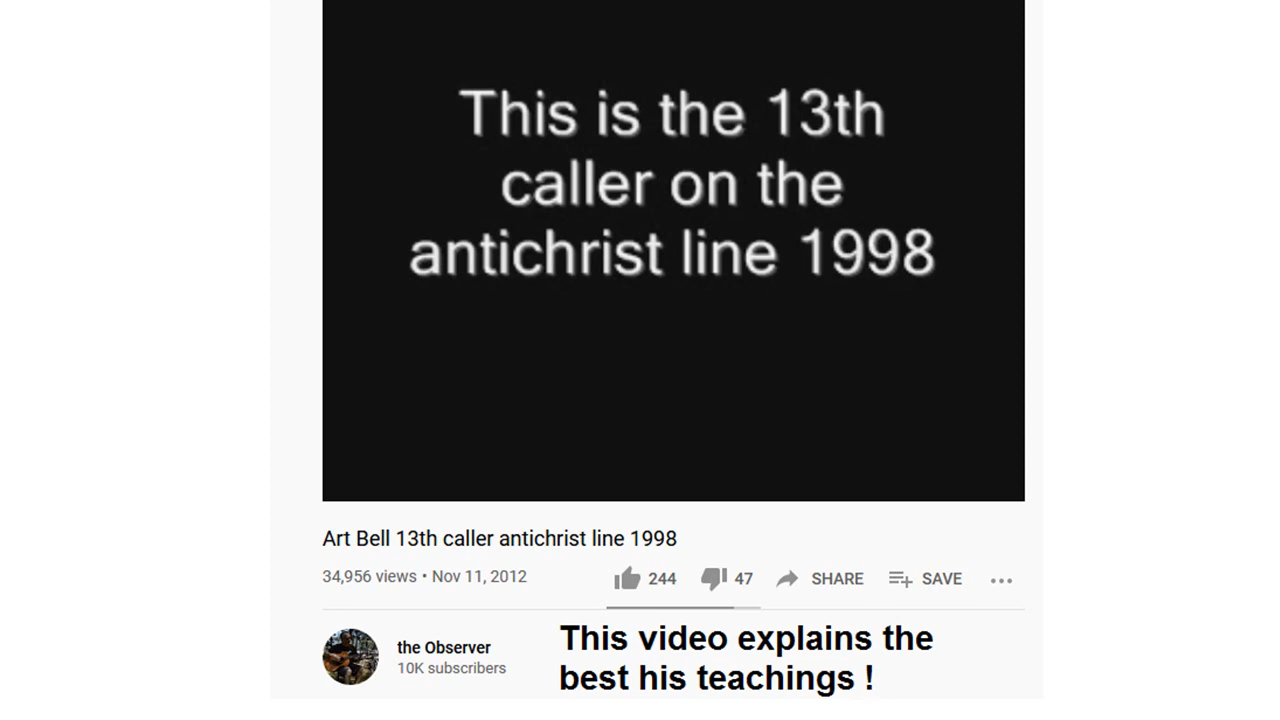 This is the 13th
caller on the
antichrist line 1998
Art Bell 13th caller antichrist line 1998
34,956 views • Nov 11, 2012
244
47
SHARE
SAVE
the Observer
10K subscribers
This video explains the
best his teachings !